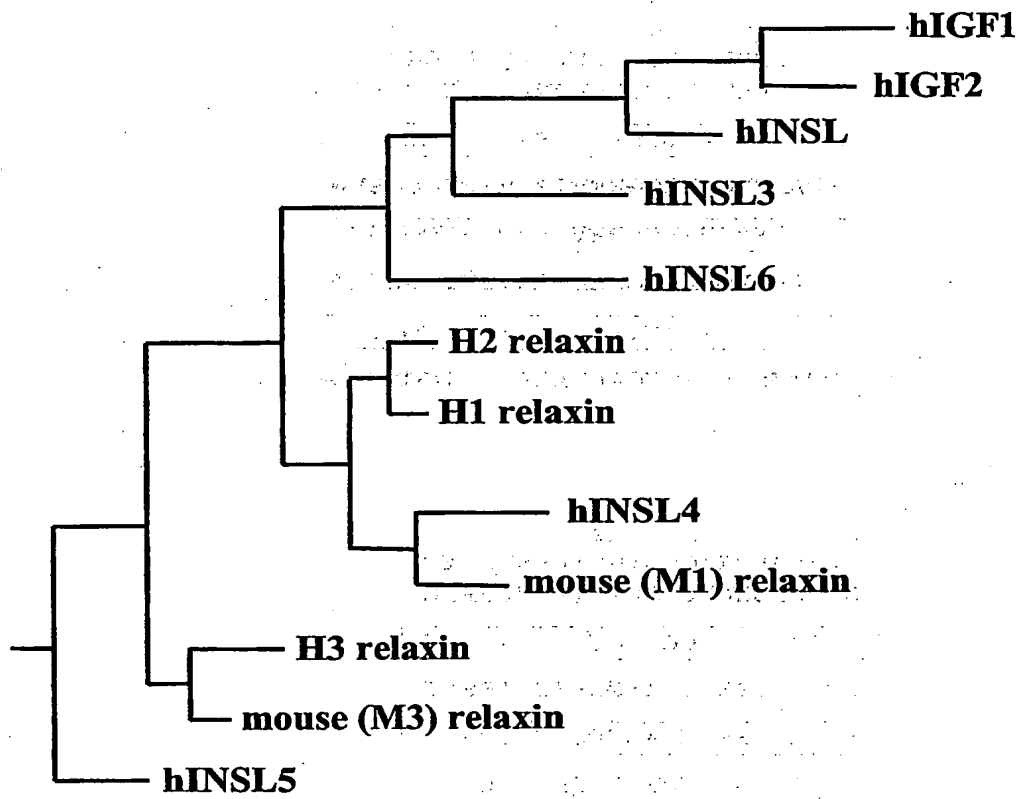 hIGF1
hIGF2
hINSL
hINSL3
hINSL6
H2 relaxin
H1 relaxin
hINSL4
mouse (M1) relaxin
H3 relaxin
mouse (M3) relaxin
hINSL5